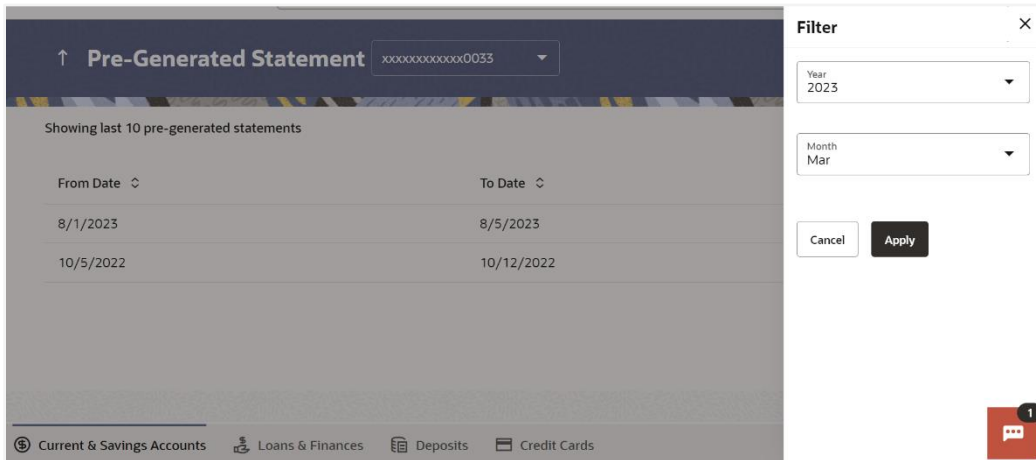 Pre-Generated Statement xxxxxxxxxxxx0033
Showing last 10 pre-generated statements
From Date To Date
8/1/2023 8/5/2023
10/5/2022 10/12/2022
Current & Savings Accounts Loans & Finances Deposits Credit Cards
Filter
Year
2023
Month
Mar
Cancel Apply
1